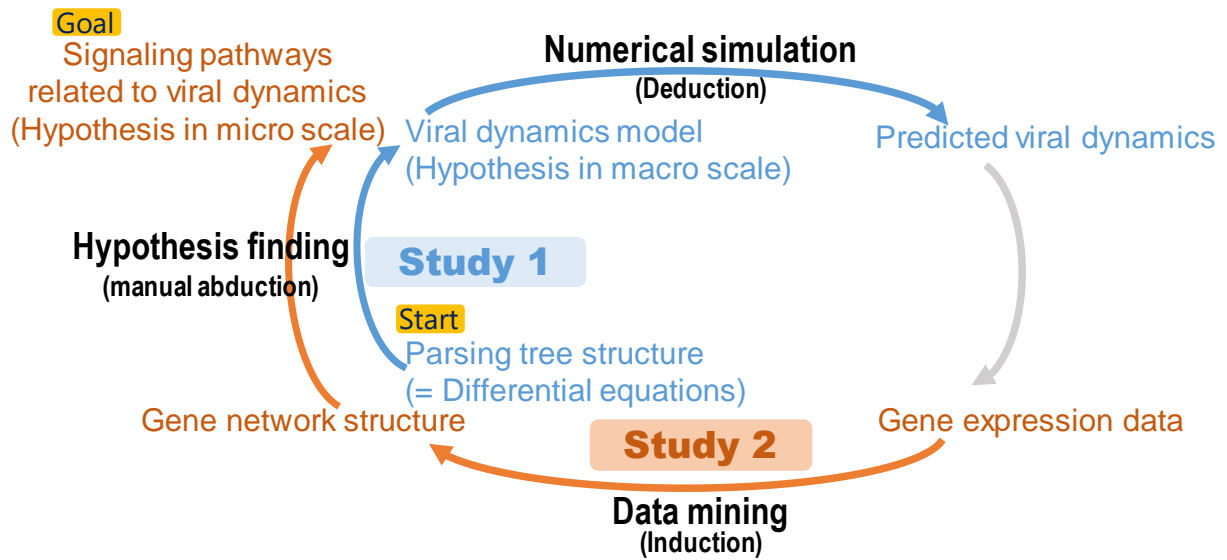 Goal
Signaling pathways
related to viral dynamics
(Hypothesis in micro scale)
Numerical simulation
(Deduction)
Viral dynamics model
(Hypothesis in macro scale)
Predicted viral dynamics
Hypothesis finding
(manual abduction)
Study 1
Start
Parsing tree structure
(= Differential equations)
Gene network structure
Gene expression data
Study 2
Data mining
(Induction)